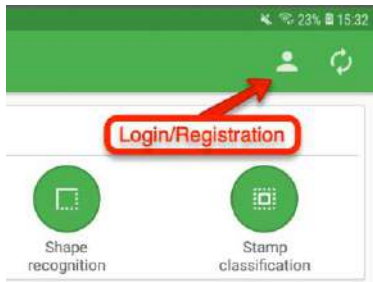 23% 15:32
Login/Registration
Shape
recognition
Stamp
classification